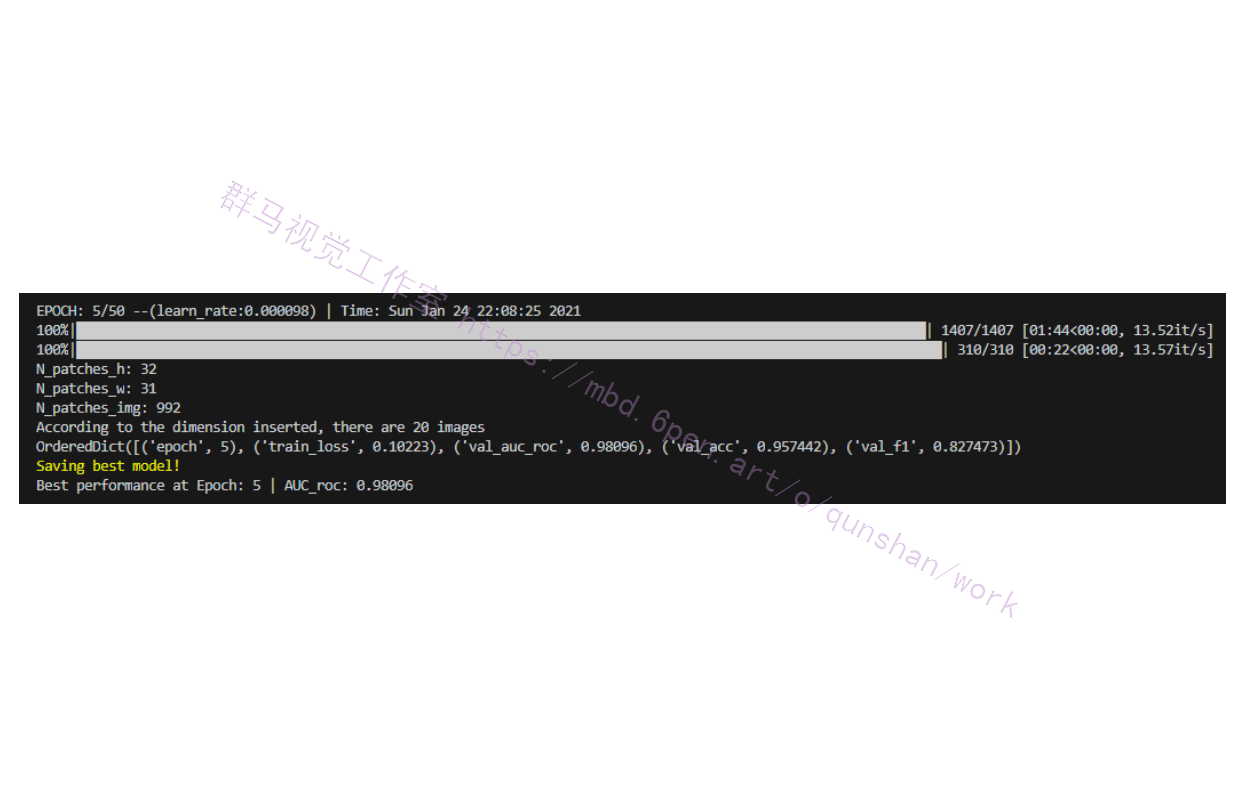 EPOCH: 5/50 --(learn_rate:0.000098) | Time: Sun Jan 24 22:08:25 2021
100%| | 1407/1407 [01:44<00:00, 13.52it/s]
100%| | 310/310 [00:22<00:00, 13.57it/s]
N_patches_h: 32
N_patches_w: 31
N_patches_img: 992
According to the dimension inserted, there are 20 images
OrderedDict([('epoch', 5), ('train_loss', 0.10223), ('val_auc_roc', 0.98096), ('val_acc', 0.957442), ('val_f1', 0.827473)])
Saving best model!
Best performance at Epoch: 5 | AUC_roc: 0.98096
群马视觉工作室 https://mbd.6pen.art/o/qunshan/work